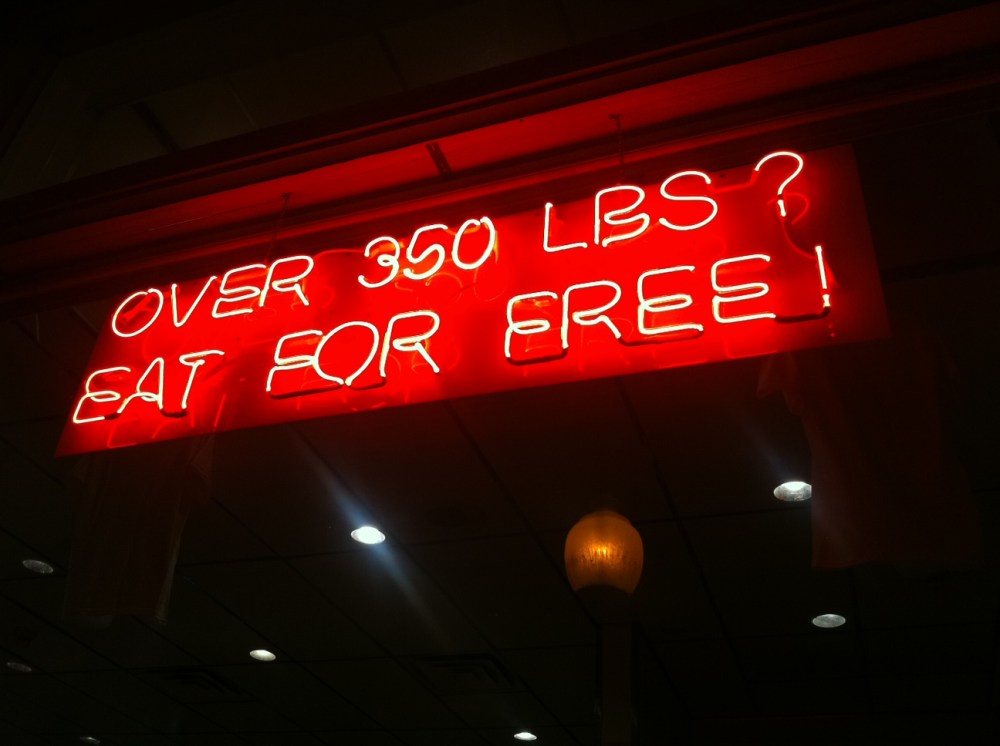 OVER 350 LBS?
EAT FOR FREE!